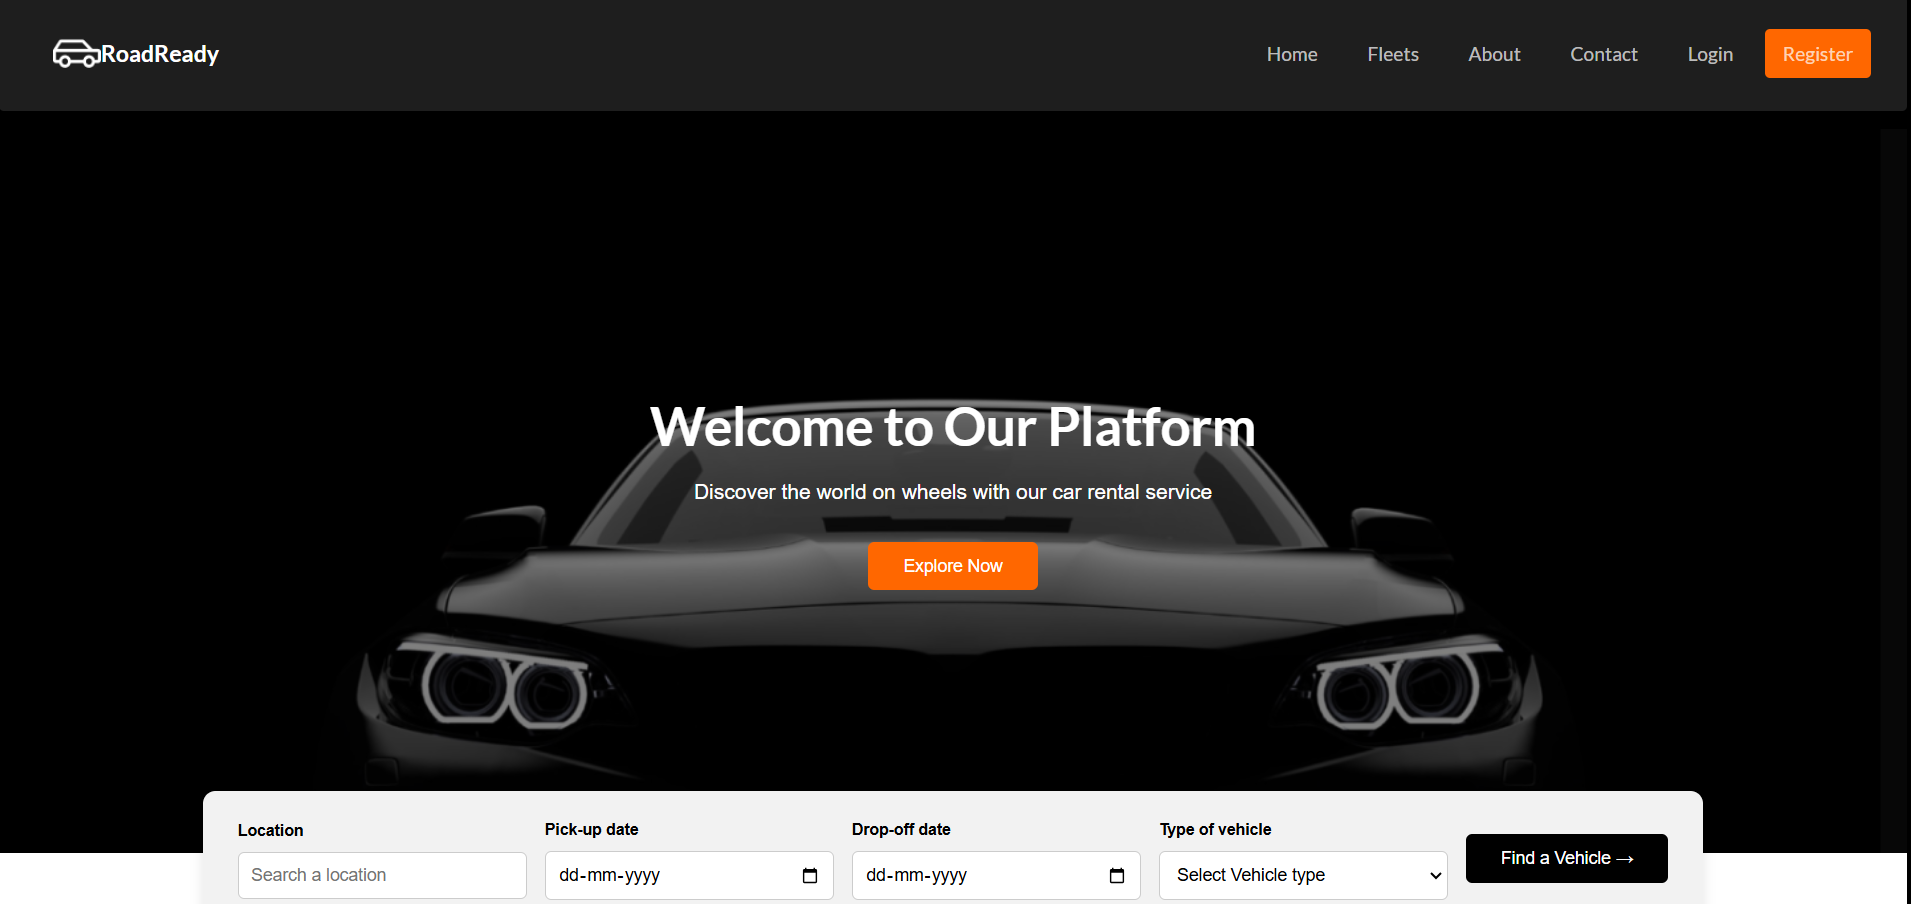 RoadReady
Home Fleets About Contact Login Register
Welcome to Our Platform
Discover the world on wheels with our car rental service
Explore Now
Location Pick-up date Drop-off date Type of vehicle
Search a location dd-mm-yyyy dd-mm-yyyy Select Vehicle type Find a Vehicle →